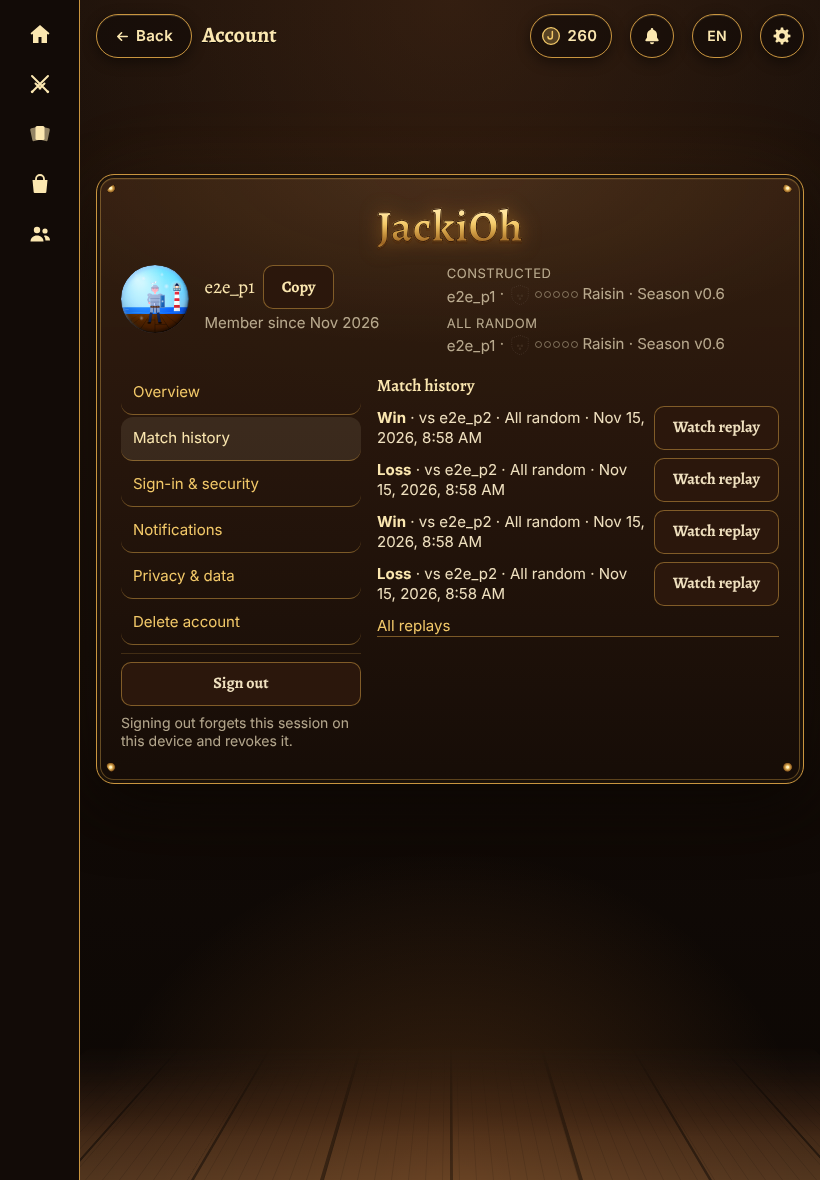 ← Back
Account
J 260
EN
JackiOh
e2e_p1
Copy
Member since Nov 2026
CONSTRUCTED
e2e_p1 · Raisin · Season v0.6
ALL RANDOM
e2e_p1 · Raisin · Season v0.6
Overview
Match history
Sign-in & security
Notifications
Privacy & data
Delete account
Sign out
Signing out forgets this session on
this device and revokes it.
Match history
Win · vs e2e_p2 · All random · Nov 15,
2026, 8:58 AM
Watch replay
Loss · vs e2e_p2 · All random · Nov
15, 2026, 8:58 AM
Watch replay
Win · vs e2e_p2 · All random · Nov 15,
2026, 8:58 AM
Watch replay
Loss · vs e2e_p2 · All random · Nov
15, 2026, 8:58 AM
Watch replay
All replays